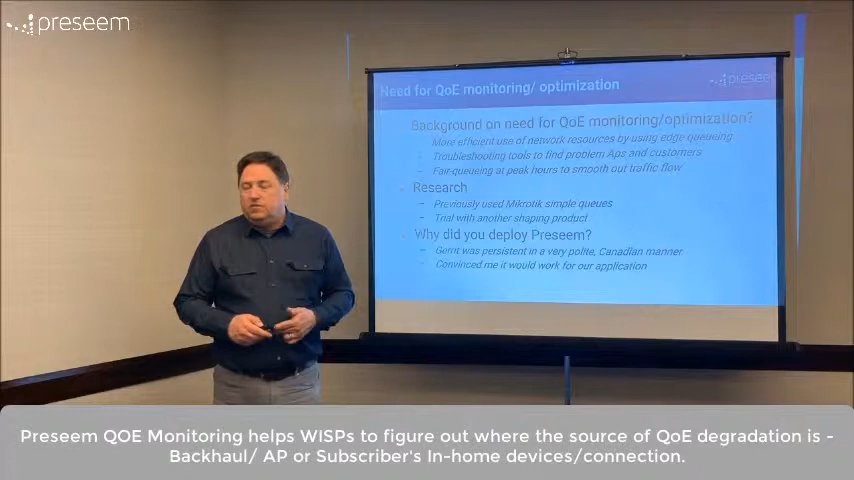 preseem
Need for QoE monitoring/ optimization
preseem
Background on need for QoE monitoring/optimization?
– More efficient use of network resources by using edge queueing
– Troubleshooting tools to find problem Aps and customers
– Fair-queueing at peak hours to smooth out traffic flow
• Research
– Previously used Mikrotik simple queues
– Trial with another shaping product
• Why did you deploy Preseem?
– Gerrit was persistent in a very polite, Canadian manner
– Convinced me it would work for our application
Preseem QOE Monitoring helps WISPs to figure out where the source of QoE degradation is -
Backhaul/ AP or Subscriber's In-home devices/connection.